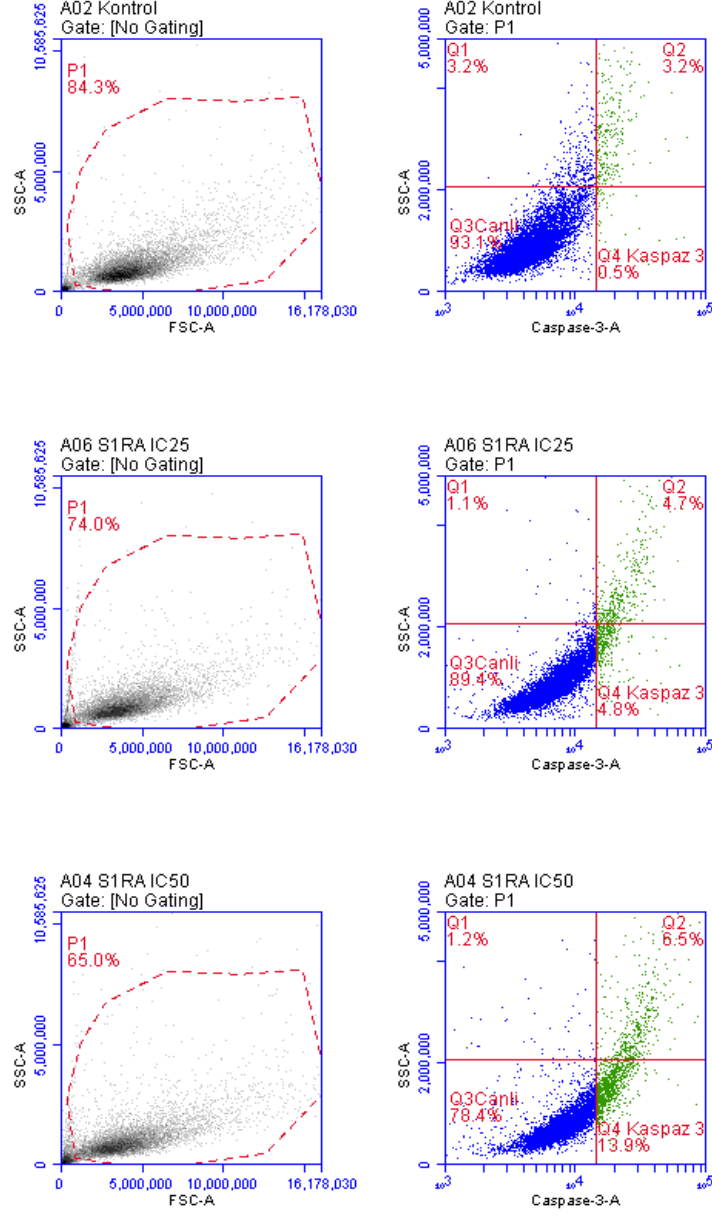 A02 Kontrol
Gate: [No Gating]
P1
84.3%
10,585,625
5,000,000
0
SSC-A
0 5,000,000 10,000,000 16,178,030
FSC-A
A02 Kontrol
Gate: P1
Q1
3.2%
Q2
3.2%
Q3Canli
93.1%
Q4 Kaspaz 3
0.5%
5,000,000
2,000,000
0
SSC-A
10³ 10⁴ 10⁵
Caspase-3-A
A06 S1RA IC25
Gate: [No Gating]
P1
74.0%
10,585,625
5,000,000
0
SSC-A
0 5,000,000 10,000,000 16,178,030
FSC-A
A06 S1RA IC25
Gate: P1
Q1
1.1%
Q2
4.7%
Q3Canli
89.4%
Q4 Kaspaz 3
4.8%
5,000,000
2,000,000
0
SSC-A
10³ 10⁴ 10⁵
Caspase-3-A
A04 S1RA IC50
Gate: [No Gating]
P1
65.0%
10,585,625
5,000,000
0
SSC-A
0 5,000,000 10,000,000 16,178,030
FSC-A
A04 S1RA IC50
Gate: P1
Q1
1.2%
Q2
6.5%
Q3Canli
78.4%
Q4 Kaspaz 3
13.9%
5,000,000
2,000,000
0
SSC-A
10³ 10⁴ 10⁵
Caspase-3-A